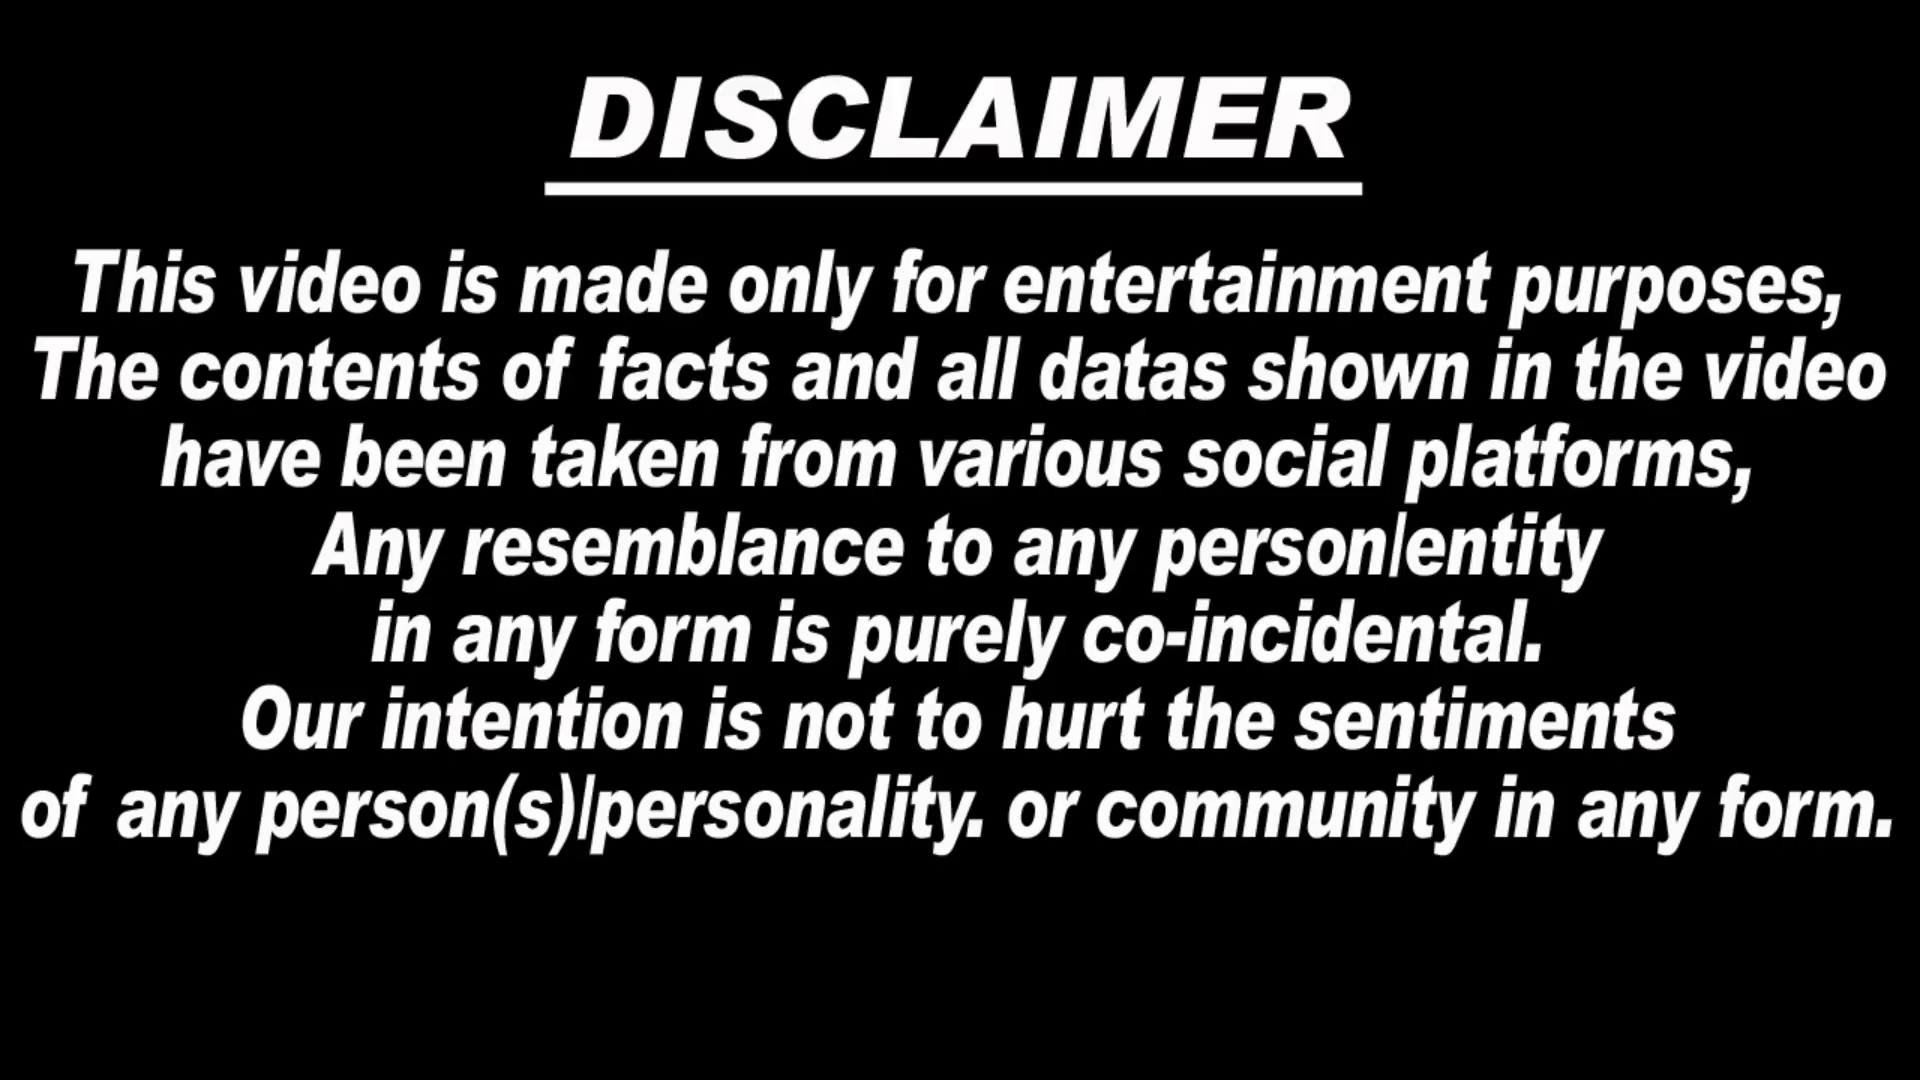 DISCLAIMER
This video is made only for entertainment purposes,
The contents of facts and all datas shown in the video
have been taken from various social platforms,
Any resemblance to any person/entity
in any form is purely co-incidental.
Our intention is not to hurt the sentiments
of any person(s)/personality. or community in any form.